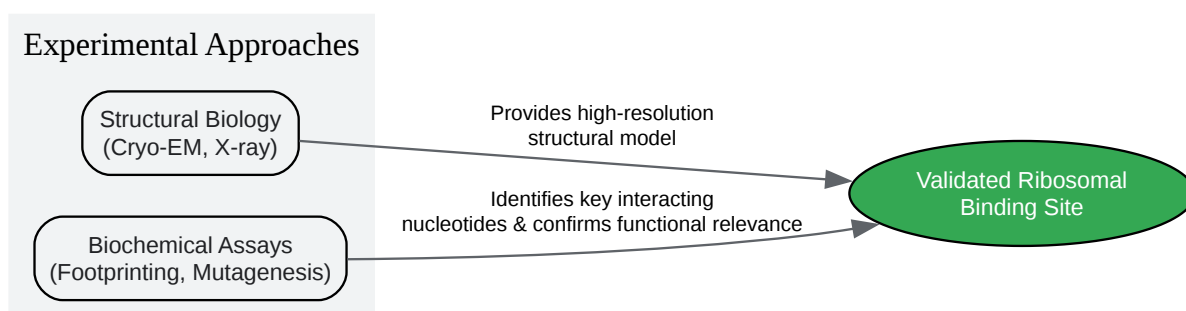 Experimental Approaches
Structural Biology
(Cryo-EM, X-ray)
Provides high-resolution
structural model
Biochemical Assays
(Footprinting, Mutagenesis)
Identifies key interacting
nucleotides & confirms functional relevance
Validated Ribosomal
Binding Site